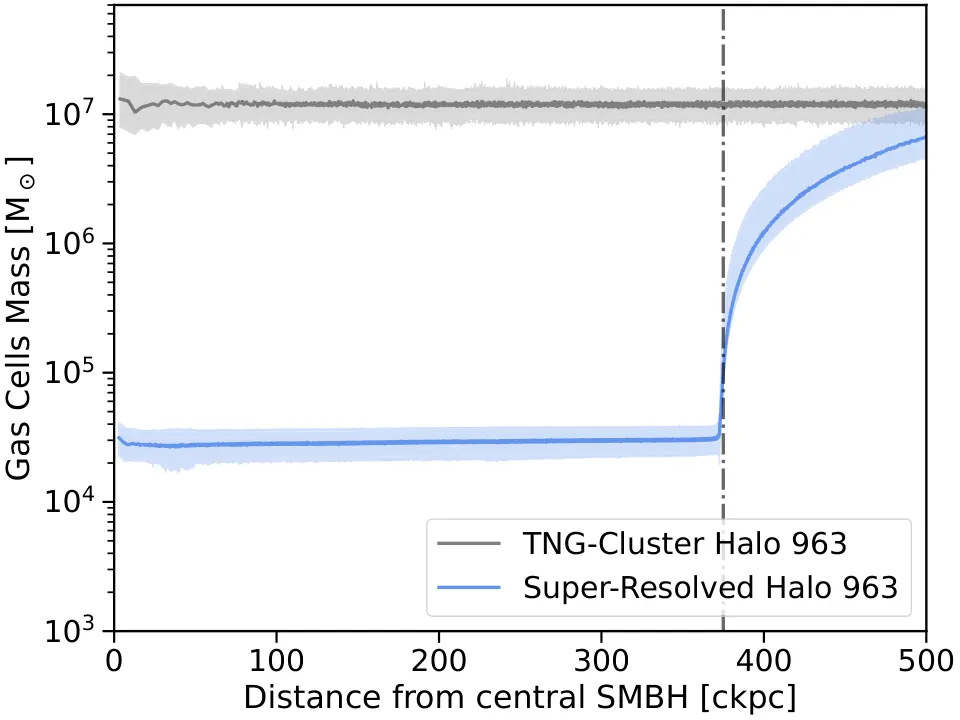 Gas Cells Mass [M⊙]
10⁷
10⁶
10⁵
10⁴
10³
TNG-Cluster Halo 963
Super-Resolved Halo 963
0 100 200 300 400 500
Distance from central SMBH [ckpc]